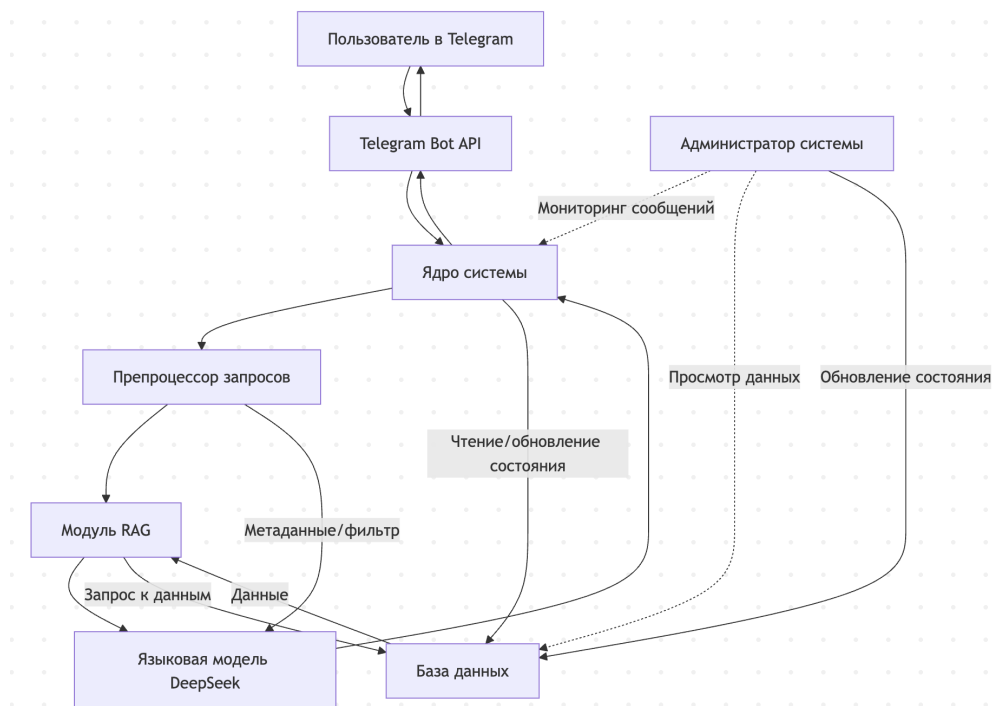 Пользователь в Telegram
Telegram Bot API
Администратор системы
Мониторинг сообщений
Ядро системы
Препроцессор запросов
Просмотр данных
Обновление состояния
Чтение/обновление
состояния
Модуль RAG
Метаданные/фильтр
Запрос к данным
Данные
Языковая модель
DeepSeek
База данных